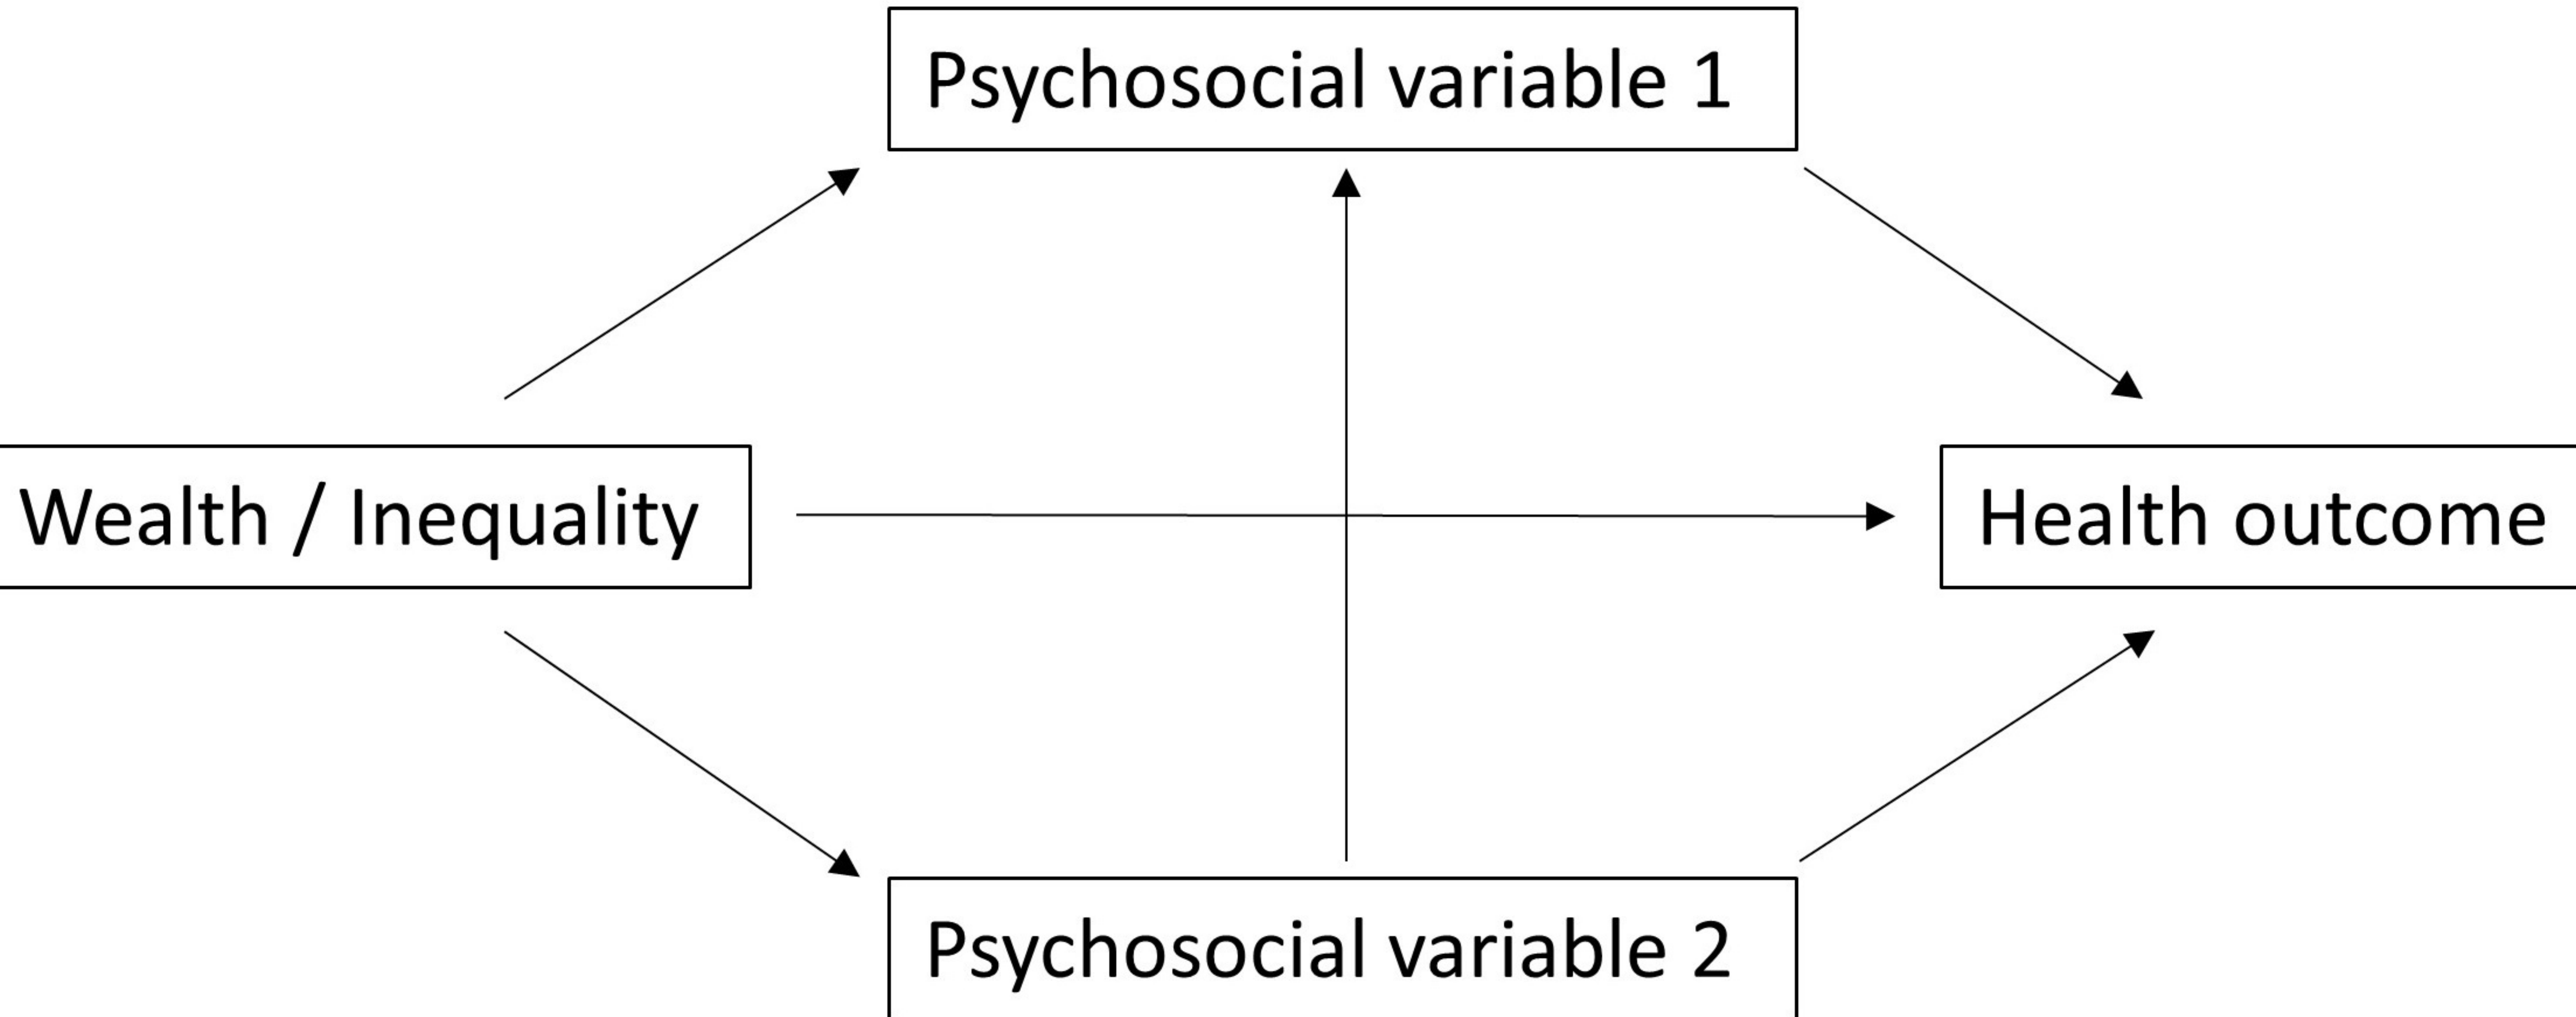 Psychosocial variable 1
Wealth / Inequality
Health outcome
Psychosocial variable 2